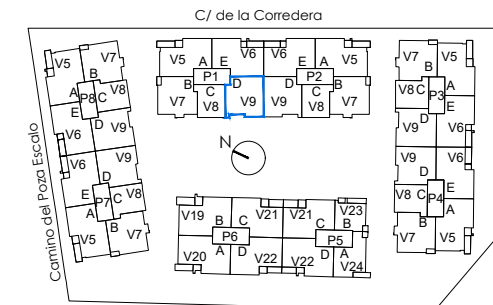 C/ de la Corredera
Camino del Poza Escalo
V5 V7 B A P8 C V8 E D V6 V9
V6 V9 D E P7 C V8 A B V5 V7
V5 A E V6 V6 E A V5
B P1 D D P2 B
V7 C V8 V9 V9 C V8 V7
V7 V5 B V8 C P3 A D E V9 V6
V9 V6 D E V8 C P4 A B V7 V5
N
V19 V21 V21 V23
B C C B
P6 P5
V20 A D V22 V22 D A V24